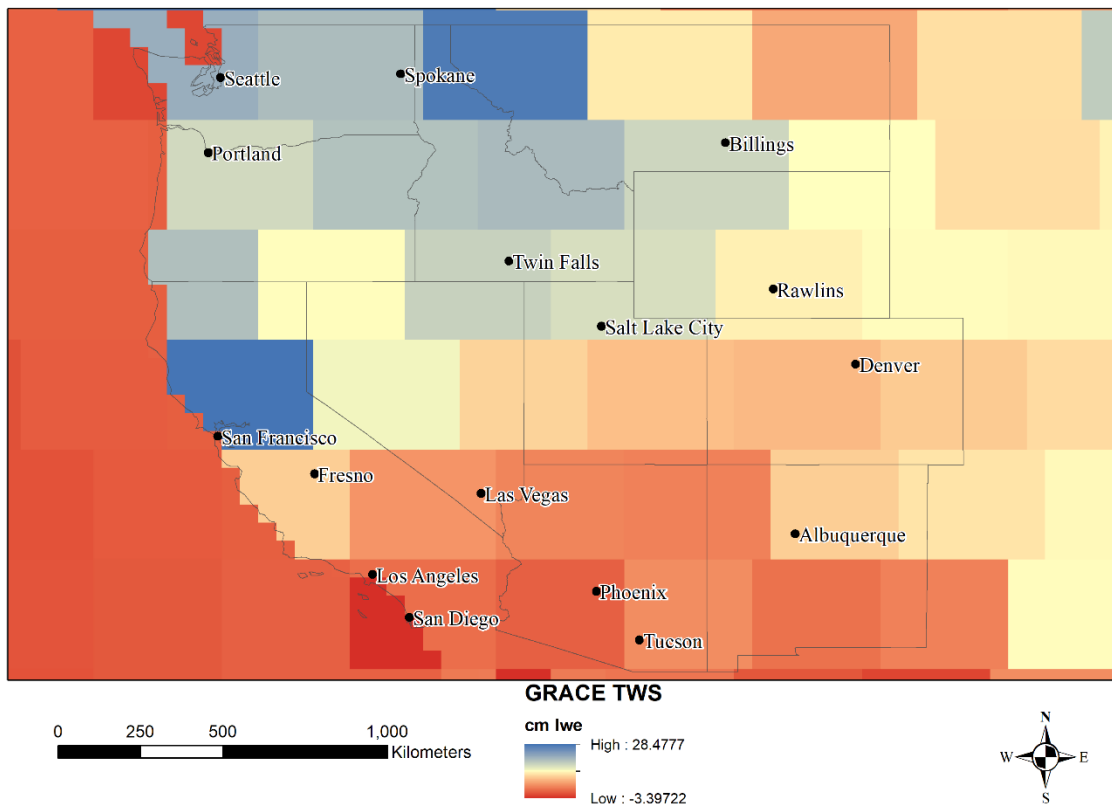 Seattle
Spokane
Portland
Billings
Twin Falls
Rawlins
Salt Lake City
Denver
San Francisco
Fresno
Las Vegas
Albuquerque
Los Angeles
Phoenix
San Diego
Tucson
GRACE TWS
cm lwe
High : 28.4777
Low : -3.39722
0 250 500 1,000
Kilometers
N
W E
S